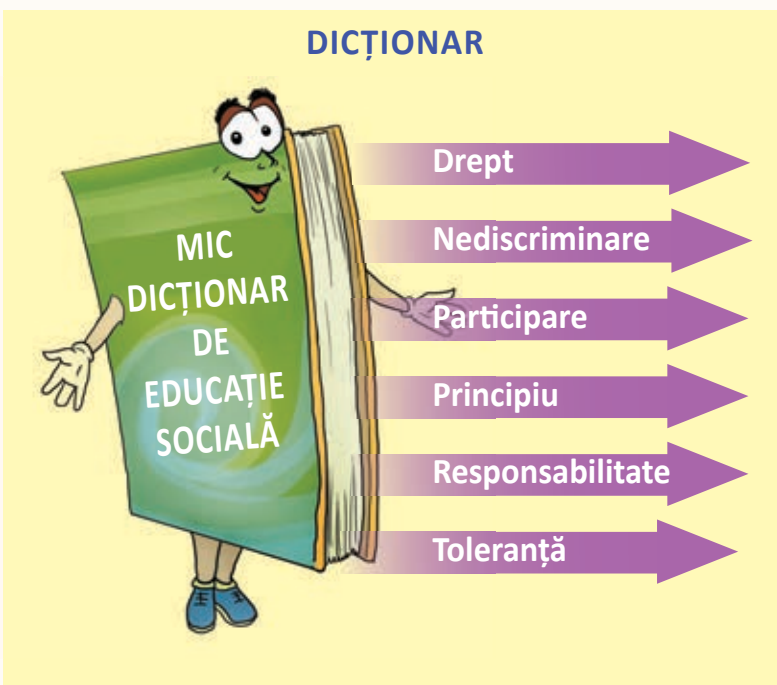 DICȚIONAR
MIC
DICȚIONAR
DE
EDUCAȚIE
SOCIALĂ
Drept
Nediscriminare
Participare
Principiu
Responsabilitate
Toleranță